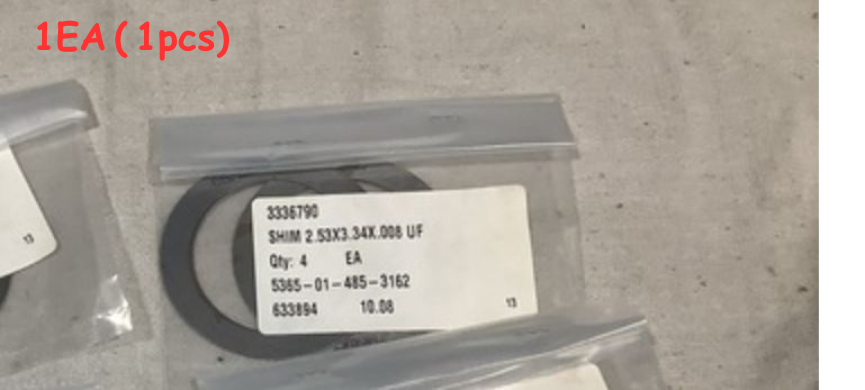 1EA ( 1pcs)
3336790
SHIM 2.53X3.34X.008 UF
Qty: 4 EA
5365-01-485-3162
633894 10.08
13
13